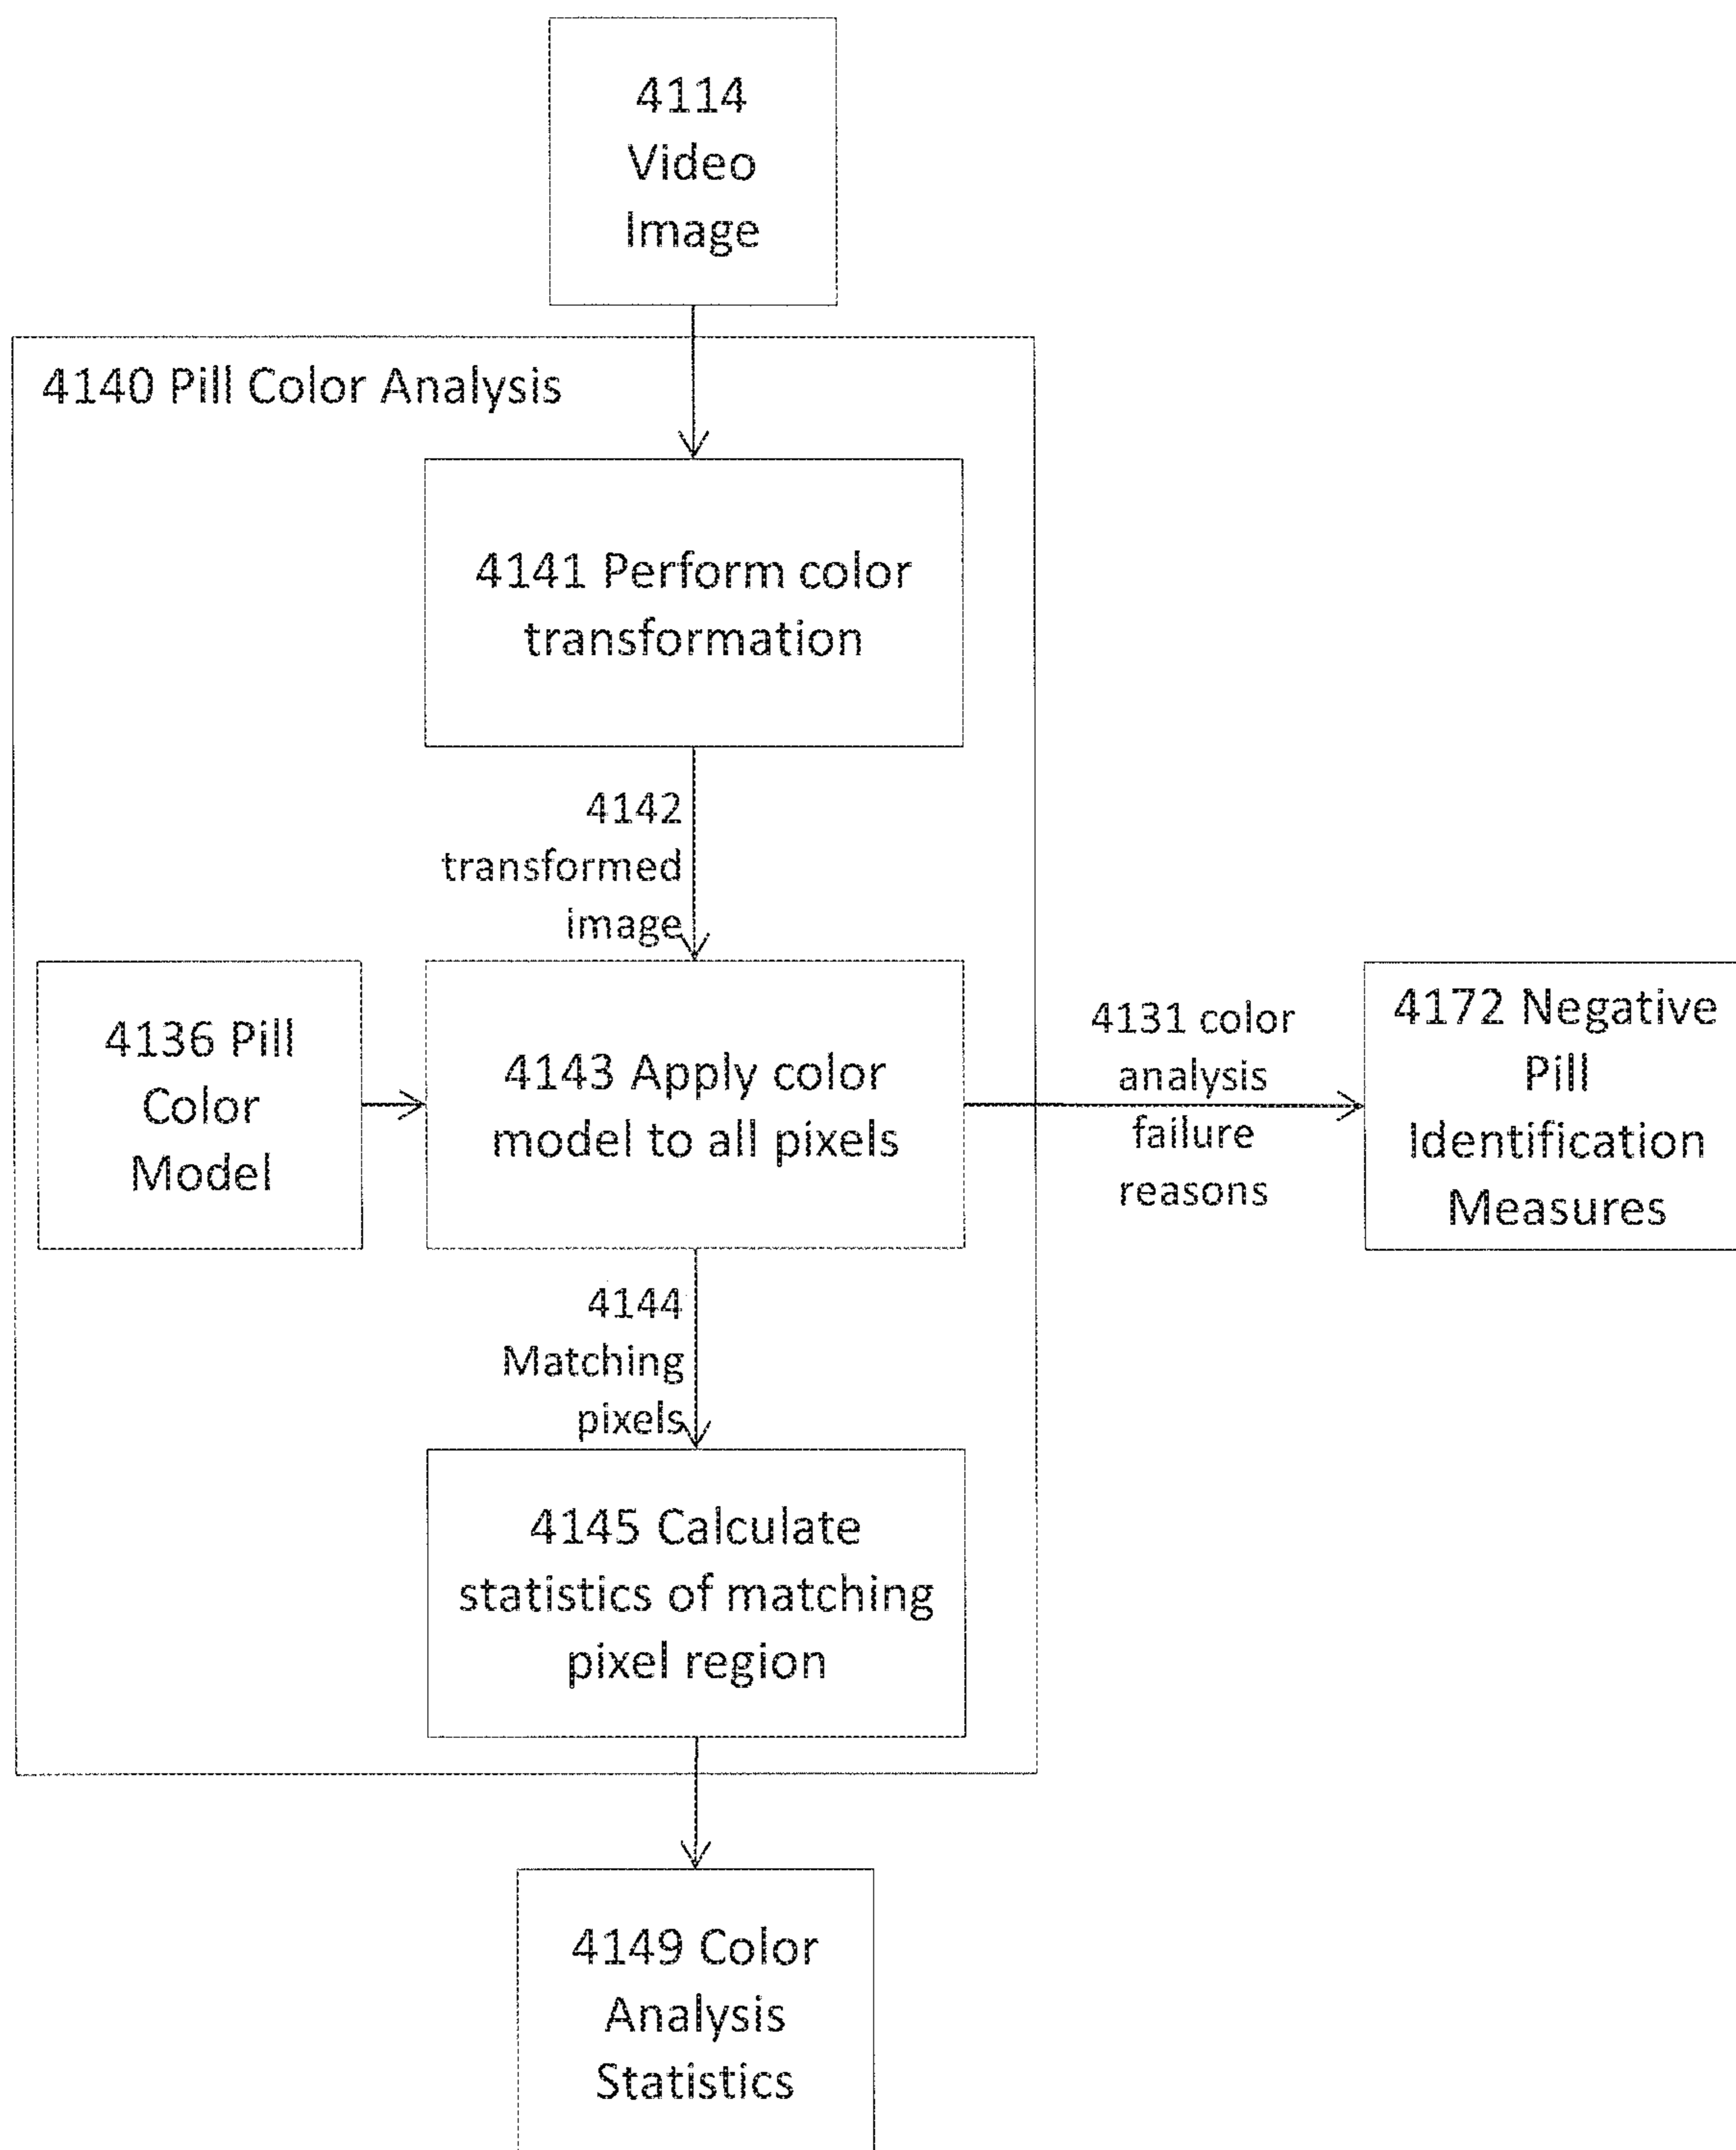 4114
Video
Image
4140 Pill Color Analysis
4141 Perform color
transformation
4142
transformed
image
4136 Pill
Color
Model
4143 Apply color
model to all pixels
4131 color
analysis
failure
reasons
4172 Negative
Pill
Identification
Measures
4144
Matching
pixels
4145 Calculate
statistics of matching
pixel region
4149 Color
Analysis
Statistics